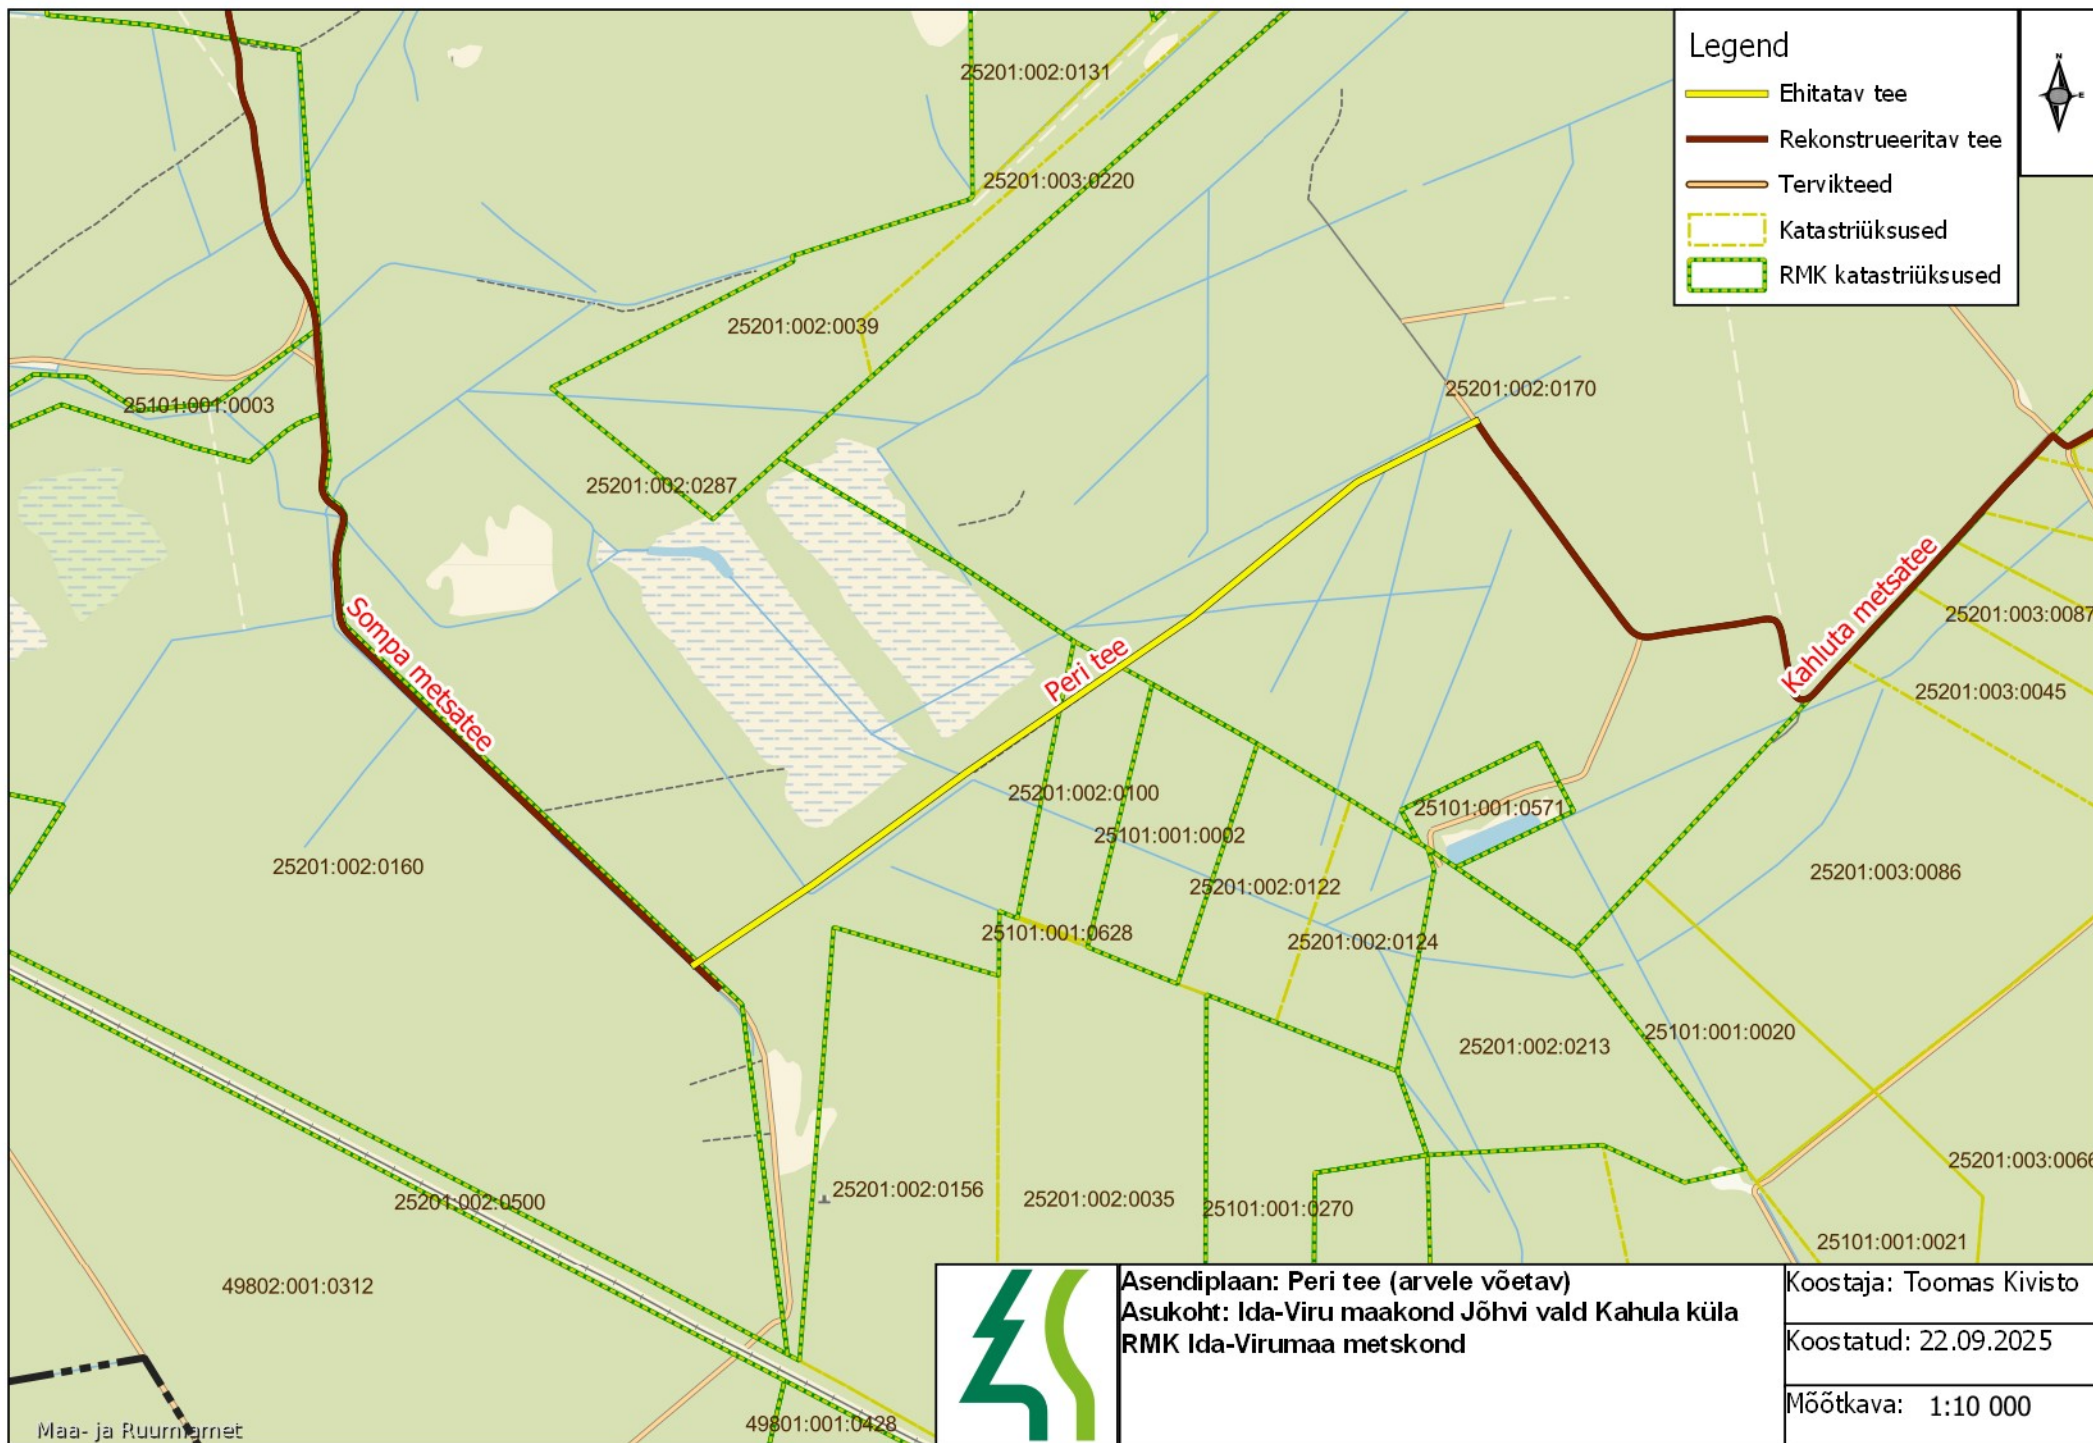 Legend
Ehitatav tee
Rekonstrueeritav tee
Tervikteed
Katastriüksused
RMK katastriüksused
N
E
25201:002:0131
25201:003:0220
25201:002:0039
25201:002:0170
25101:001:0003
25201:002:0287
Sompa metsatee
Peri tee
Kahluta metsatee
25201:003:0087
25201:003:0045
25201:002:0100
25101:001:0571
25101:001:0002
25201:002:0160
25201:003:0086
25201:002:0122
25101:001:0628
25201:002:0124
25101:001:0020
25201:002:0213
25201:003:0066
25201:002:0156
25201:002:0035
25201:002:0500
25101:001:0270
25101:001:0021
49802:001:0312
49801:001:0428
Maa- ja Ruumiamet
Asendiplaan: Peri tee (arvele võetav)
Asukoht: Ida-Viru maakond Jõhvi vald Kahula küla
RMK Ida-Virumaa metskond
Koostaja: Toomas Kivisto
Koostatud: 22.09.2025
Mõõtkava: 1:10 000